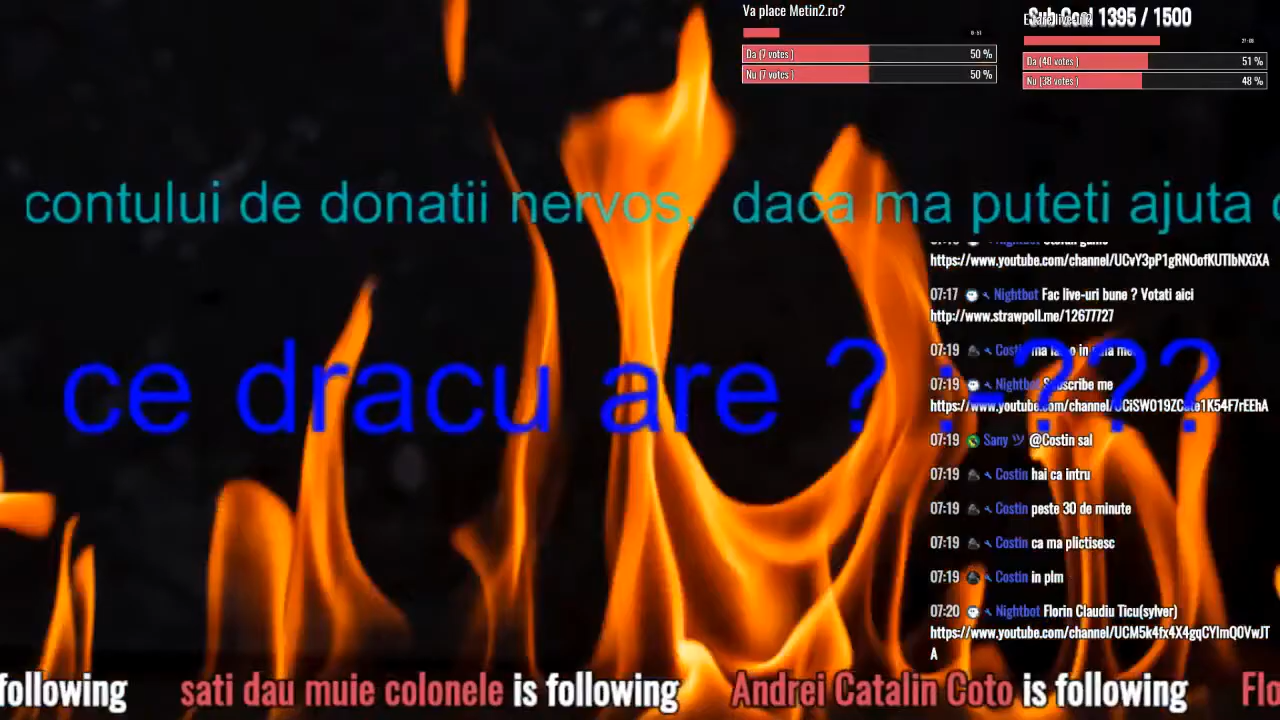 Va place Metin2.ro?
Da (7 votes )
50 %
Nu (7 votes )
50 %
Sub Goal 1395 / 1500
Da (40 votes )
51 %
Nu (38 votes )
48 %
contului de donatii nervos, daca ma puteti ajuta
ce dracu are ? :-???
Nightbot
https://www.youtube.com/channel/UCvY3pP1gRNOofKUTlbNXiXA
07:17 Nightbot Fac live-uri bune ? Votati aici
http://www.strawpoll.me/12677727
07:19 Costin
07:19 Nightbot Subscribe me
07:19 Sany ツ @Costin sal
07:19 Costin hai ca intru
07:19 Costin peste 30 de minute
07:19 Costin ca ma plictisesc
07:19 Costin in plm
07:20 Nightbot Florin Claudiu Ticu(sylver)
https://www.youtube.com/channel/UCM5k4fx4X4gqCYlmQ0VwJT
A
following sati dau muie colonele is following Andrei Catalin Coto is following Flo